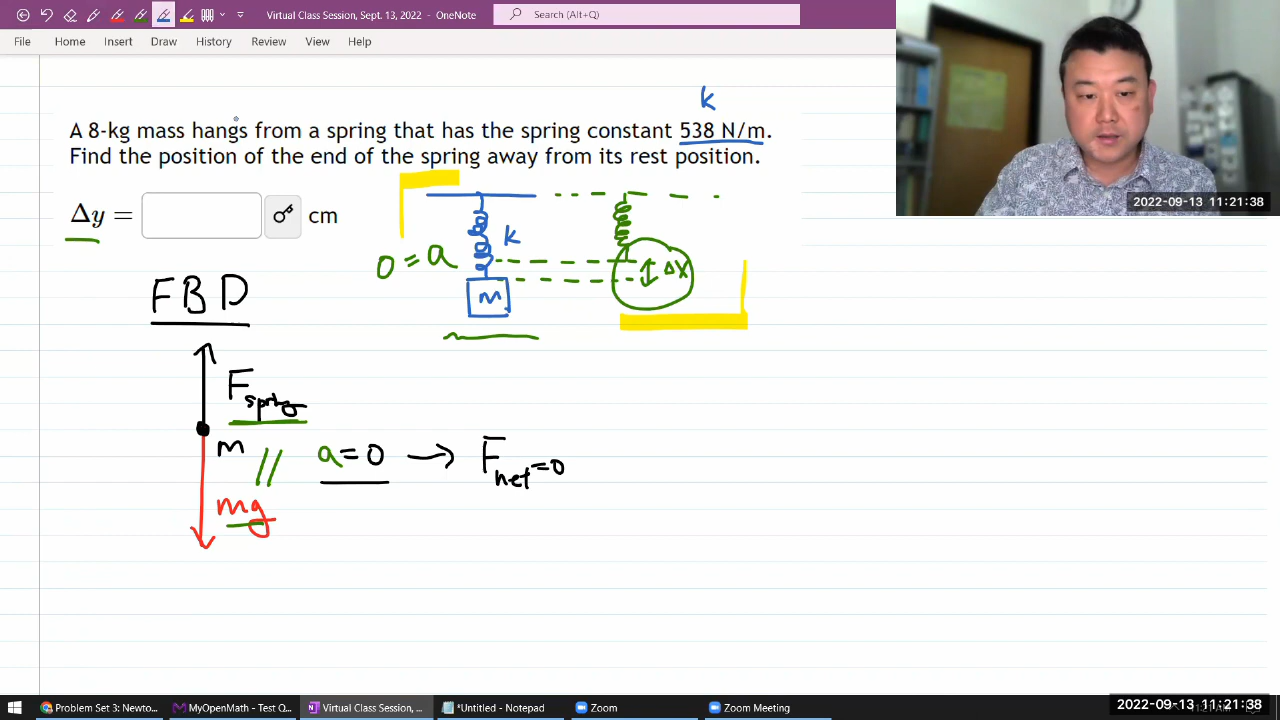 Virtual Class Session, Sept. 13, 2022 - OneNote
Search (Alt+Q)
File Home Insert Draw History Review View Help
k
A 8-kg mass hangs from a spring that has the spring constant 538 N/m.
Find the position of the end of the spring away from its rest position.
Δy = cm
k
0 = a
Δx
m
FBD
F spring
m // a = 0 → F net = 0
mg
2022-09-13 11:21:38
Problem Set 3: Newto... MyOpenMath - Test Q... Virtual Class Session, ... *Untitled - Notepad Zoom Zoom Meeting
2022-09-13 11:21:38